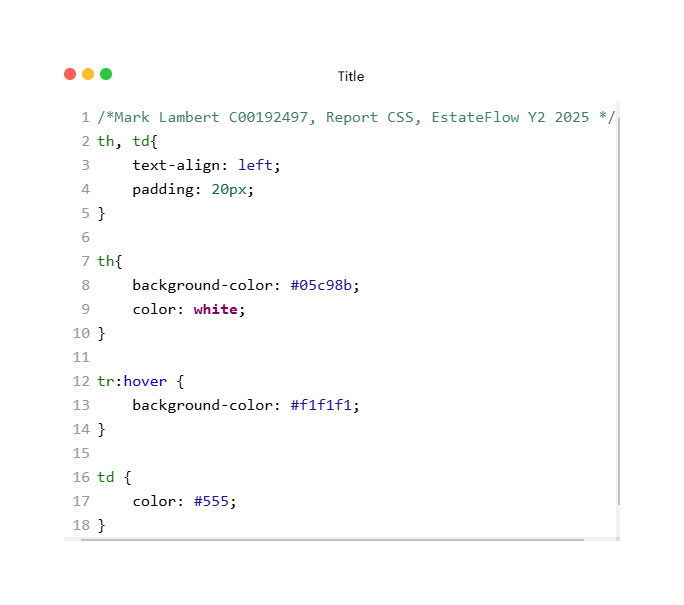 Title
1 /*Mark Lambert C00192497, Report CSS, EstateFlow Y2 2025 */
2 th, td{
3     text-align: left;
4     padding: 20px;
5 }
6
7 th{
8     background-color: #05c98b;
9     color: white;
10 }
11
12 tr:hover {
13     background-color: #f1f1f1;
14 }
15
16 td {
17     color: #555;
18 }